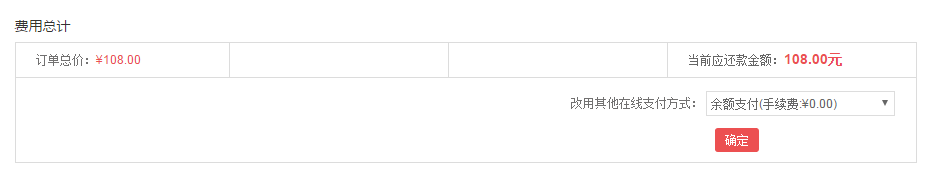 费用总计
订单总价：¥108.00 当前应还款金额：108.00元
改用其他在线支付方式： 余额支付(手续费:¥0.00)
确定